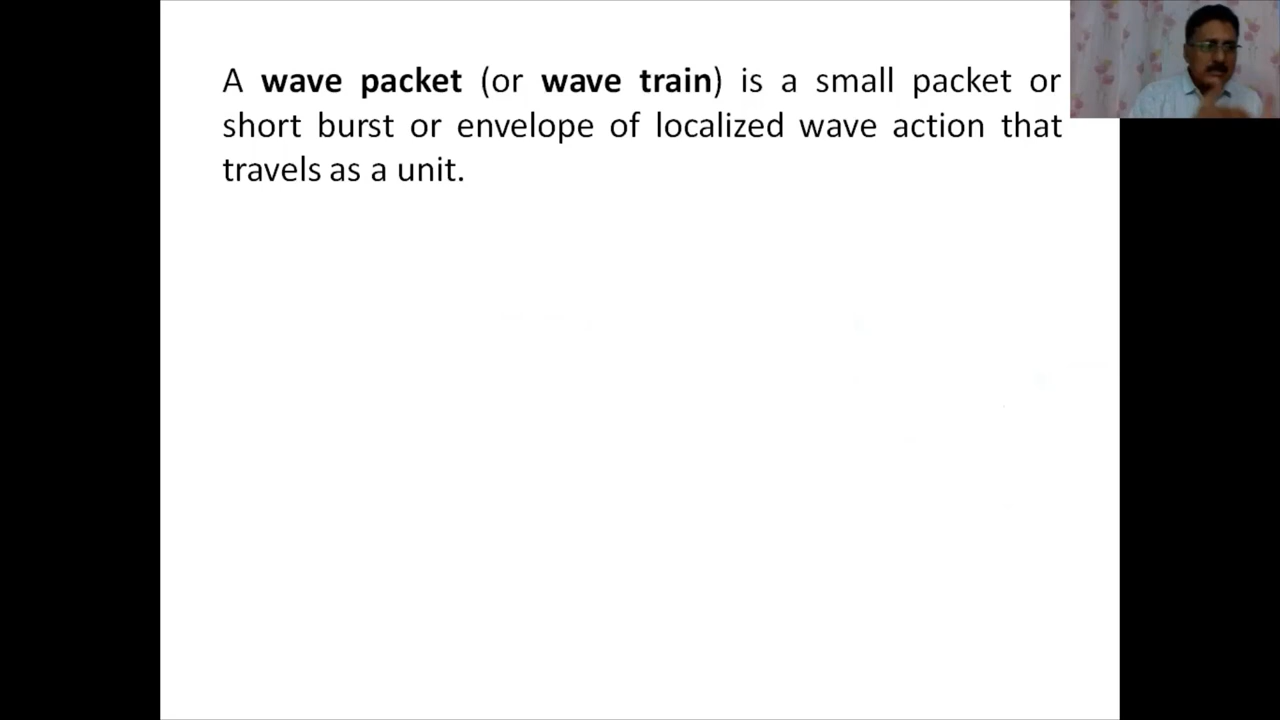 A wave packet (or wave train) is a small packet or
short burst or envelope of localized wave action that
travels as a unit.